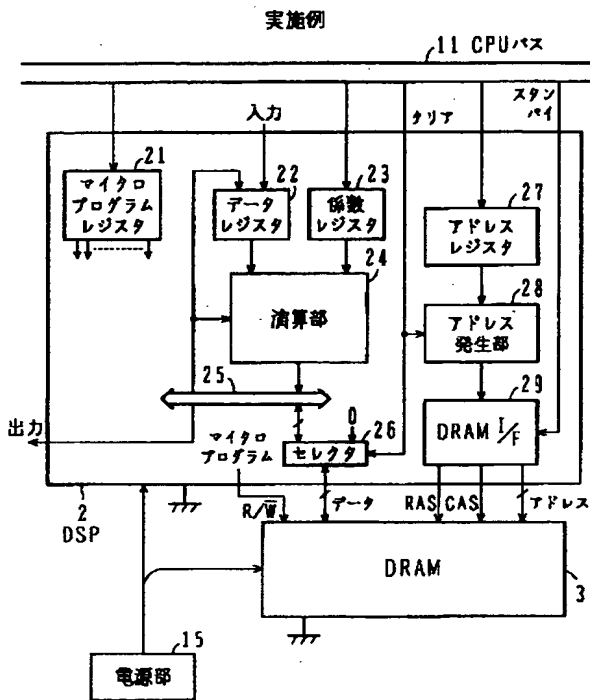 実施例
11 CPUバス
入力
クリア
スタン
バイ
21
マイクロ
プログラム
レジスタ
22
データ
レジスタ
23
係数
レジスタ
27
アドレス
レジスタ
24
演算部
28
アドレス
発生部
25
29
DRAM I/F
出力
マイクロ
プログラム
0
26
セレクタ
2
DSP
R/W̅
データ
RAS CAS
アドレス
DRAM
3
15
電源部